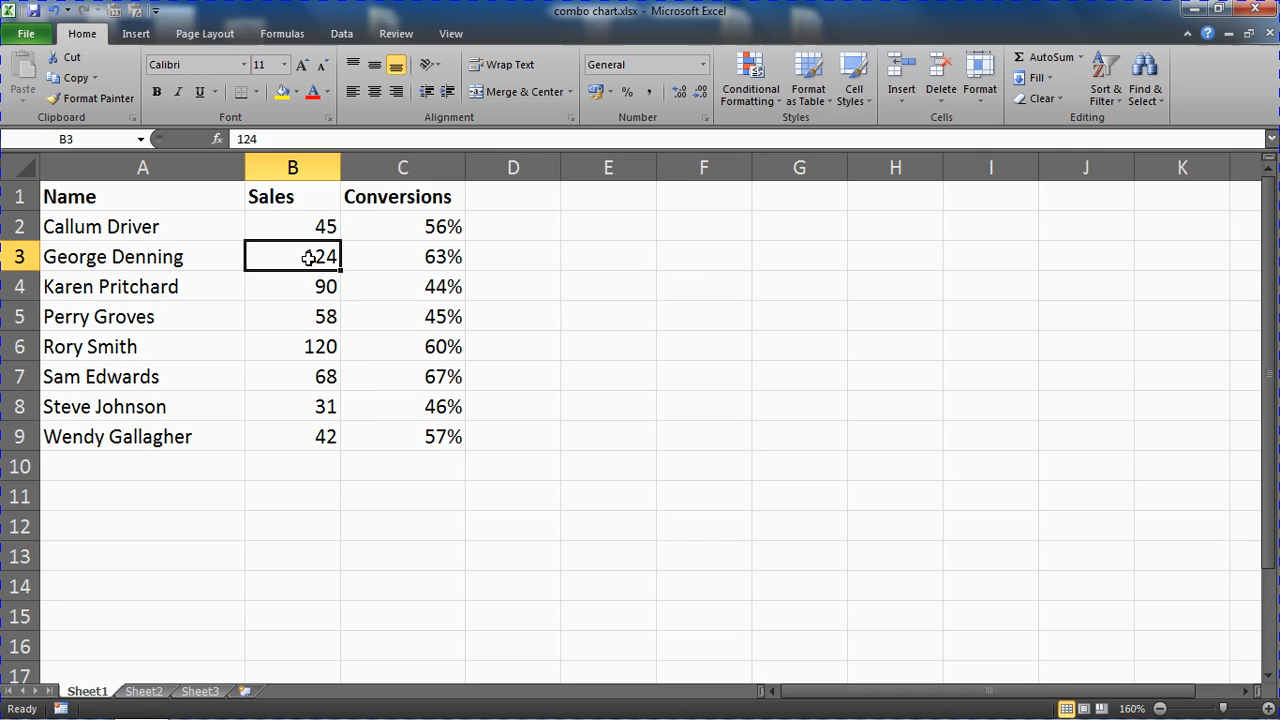 combo chart.xlsx - Microsoft Excel
File Home Insert Page Layout Formulas Data Review View
Cut
Copy
Format Painter
Paste
Clipboard
Calibri 11
B I U
Font
Wrap Text
Merge & Center
Alignment
General
%
Number
Conditional Formatting
Format as Table
Cell Styles
Styles
Insert
Delete
Format
Cells
AutoSum
Fill
Clear
Sort & Filter
Find & Select
Editing
B3 fx 124
A B C D E F G H I J K
1 Name Sales Conversions
2 Callum Driver 45 56%
3 George Denning 24 63%
4 Karen Pritchard 90 44%
5 Perry Groves 58 45%
6 Rory Smith 120 60%
7 Sam Edwards 68 67%
8 Steve Johnson 31 46%
9 Wendy Gallagher 42 57%
10
11
12
13
14
15
16
17
Sheet1 Sheet2 Sheet3
Ready 160%